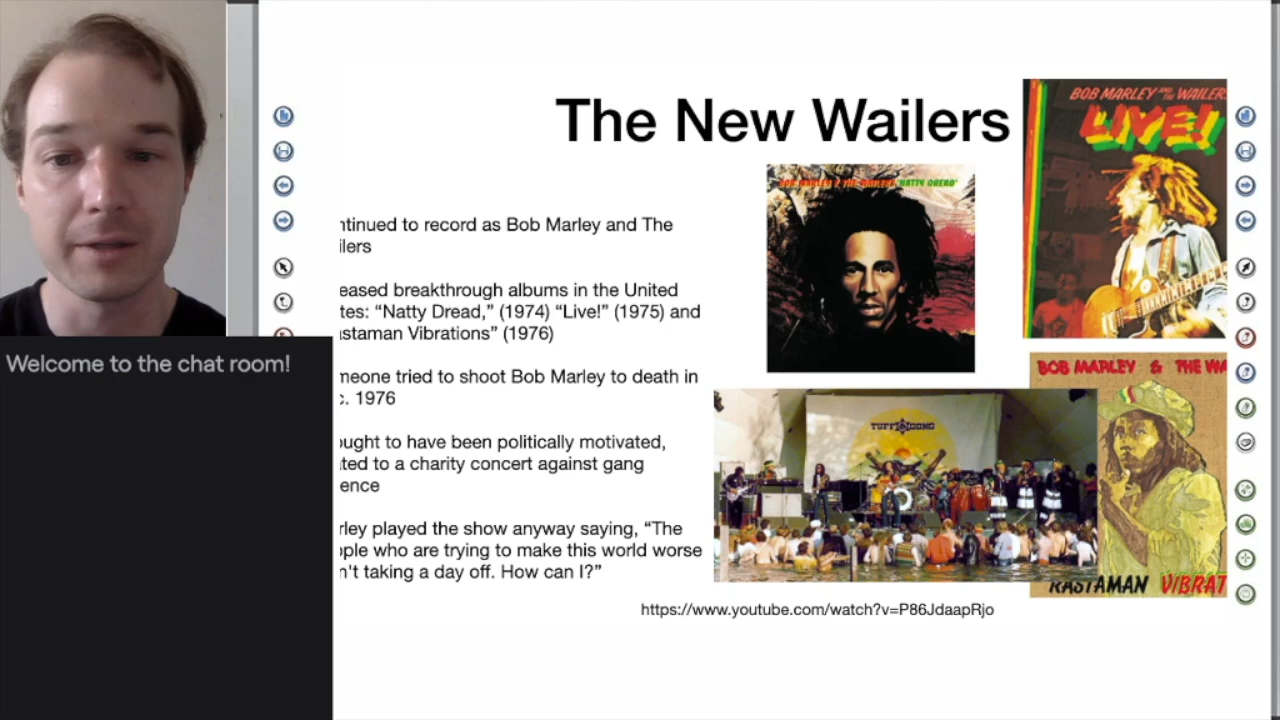 Welcome to the chat room!
The New Wailers
ntinued to record as Bob Marley and The
ilers
eased breakthrough albums in the United
tes: “Natty Dread,” (1974) “Live!” (1975) and
staman Vibrations” (1976)
meone tried to shoot Bob Marley to death in
c. 1976
ought to have been politically motivated,
ted to a charity concert against gang
ence
rley played the show anyway saying, “The
ple who are trying to make this world worse
n't taking a day off. How can I?”
BOB MARLEY & THE WAILERS NATTY DREAD
BOB MARLEY AND THE WAILERS
LIVE!
TUFF GONG
BOB MARLEY & THE WA
RASTAMAN VIBRAT
https://www.youtube.com/watch?v=P86JdaapRjo